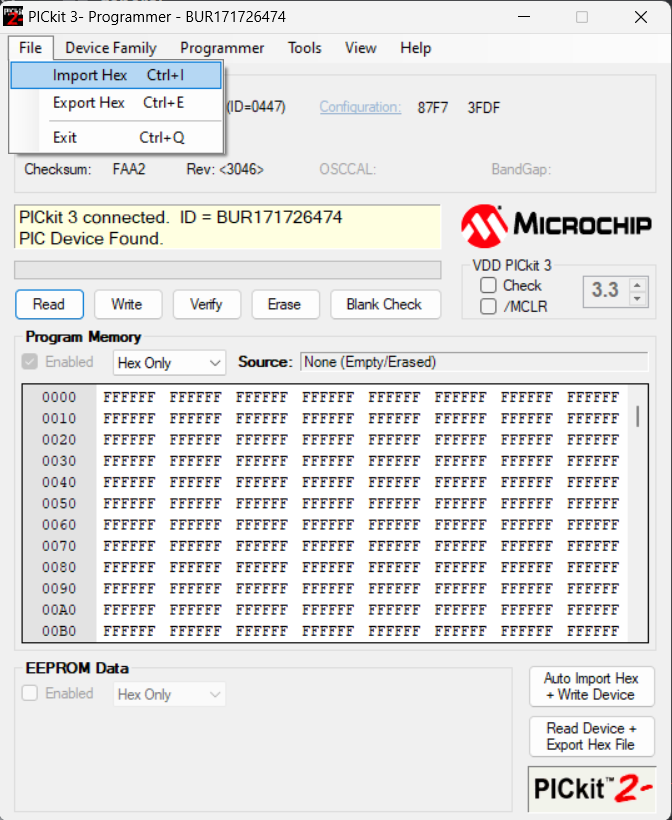 PICkit 3- Programmer - BUR171726474
File Device Family Programmer Tools View Help
Import Hex Ctrl+I
Export Hex Ctrl+E
Exit Ctrl+Q
(ID=0447) Configuration: 87F7 3FDF
Checksum: FAA2 Rev: <3046> OSCCAL: BandGap:
PICkit 3 connected. ID = BUR171726474
PIC Device Found.
MICROCHIP
VDD PICkit 3
Check
/MCLR
3.3
Read Write Verify Erase Blank Check
Program Memory
Enabled Hex Only Source: None (Empty/Erased)
0000 FFFFFF FFFFFF FFFFFF FFFFFF FFFFFF FFFFFF FFFFFF FFFFFF
0010 FFFFFF FFFFFF FFFFFF FFFFFF FFFFFF FFFFFF FFFFFF FFFFFF
0020 FFFFFF FFFFFF FFFFFF FFFFFF FFFFFF FFFFFF FFFFFF FFFFFF
0030 FFFFFF FFFFFF FFFFFF FFFFFF FFFFFF FFFFFF FFFFFF FFFFFF
0040 FFFFFF FFFFFF FFFFFF FFFFFF FFFFFF FFFFFF FFFFFF FFFFFF
0050 FFFFFF FFFFFF FFFFFF FFFFFF FFFFFF FFFFFF FFFFFF FFFFFF
0060 FFFFFF FFFFFF FFFFFF FFFFFF FFFFFF FFFFFF FFFFFF FFFFFF
0070 FFFFFF FFFFFF FFFFFF FFFFFF FFFFFF FFFFFF FFFFFF FFFFFF
0080 FFFFFF FFFFFF FFFFFF FFFFFF FFFFFF FFFFFF FFFFFF FFFFFF
0090 FFFFFF FFFFFF FFFFFF FFFFFF FFFFFF FFFFFF FFFFFF FFFFFF
00A0 FFFFFF FFFFFF FFFFFF FFFFFF FFFFFF FFFFFF FFFFFF FFFFFF
00B0 FFFFFF FFFFFF FFFFFF FFFFFF FFFFFF FFFFFF FFFFFF FFFFFF
EEPROM Data
Enabled Hex Only
Auto Import Hex
+ Write Device
Read Device +
Export Hex File
PICkit™ 2-